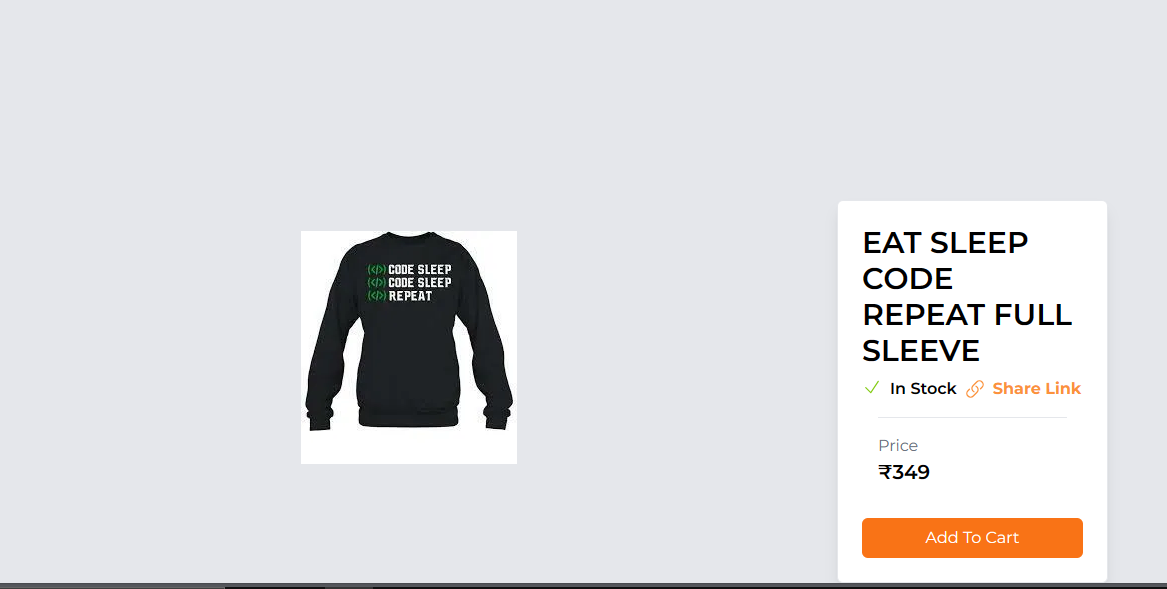 (</>) CODE SLEEP
(</>) CODE SLEEP
(</>) REPEAT
EAT SLEEP
CODE
REPEAT FULL
SLEEVE
In Stock Share Link
Price
₹349
Add To Cart